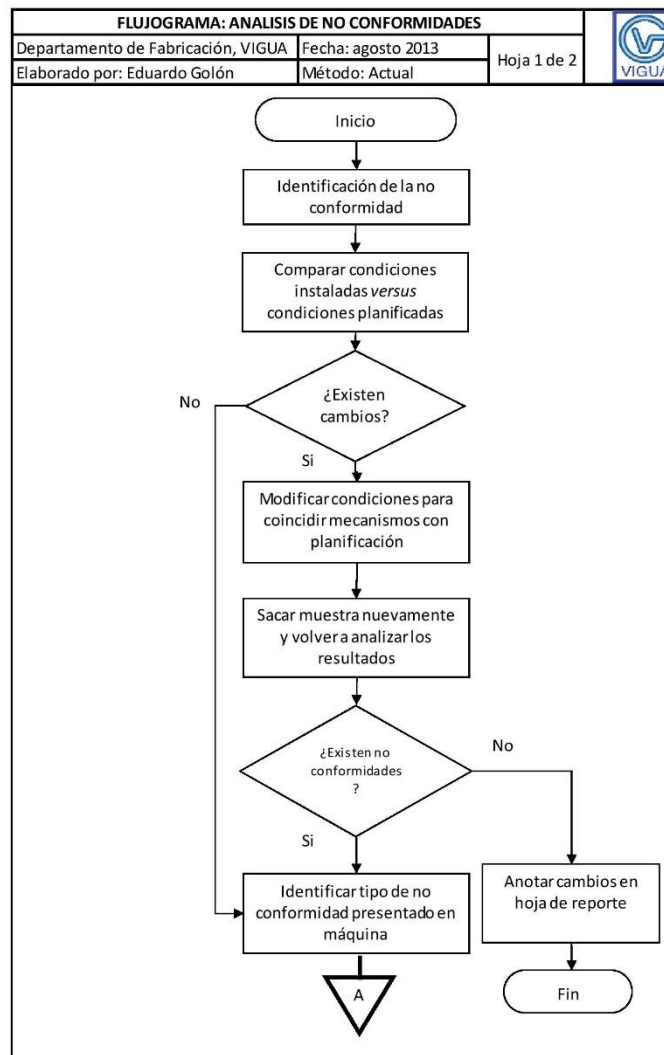 FLUJOGRAMA: ANALISIS DE NO CONFORMIDADES
Departamento de Fabricación, VIGUA
Fecha: agosto 2013
Hoja 1 de 2
Elaborado por: Eduardo Golón
Método: Actual
VIGUA
Inicio
Identificación de la no
conformidad
Comparar condiciones
instaladas versus
condiciones planificadas
¿Existen
cambios?
No
Si
Modificar condiciones para
coincidir mecanismos con
planificación
Sacar muestra nuevamente
y volver a analizar los
resultados
¿Existen no
conformidades
?
No
Si
Identificar tipo de no
conformidad presentado en
máquina
Anotar cambios en
hoja de reporte
A
Fin